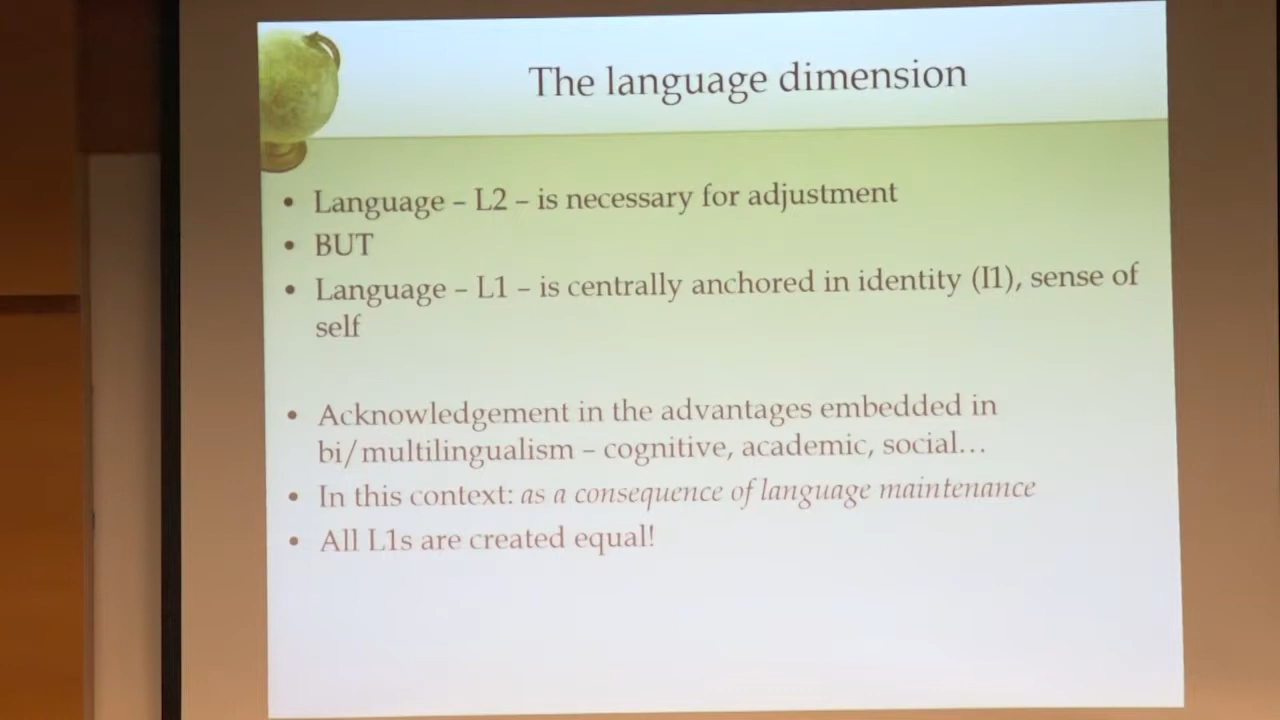 The language dimension
• Language – L2 – is necessary for adjustment
• BUT
• Language – L1 – is centrally anchored in identity (I1), sense of
self
• Acknowledgement in the advantages embedded in
bi/multilingualism – cognitive, academic, social…
• In this context: as a consequence of language maintenance
• All L1s are created equal!